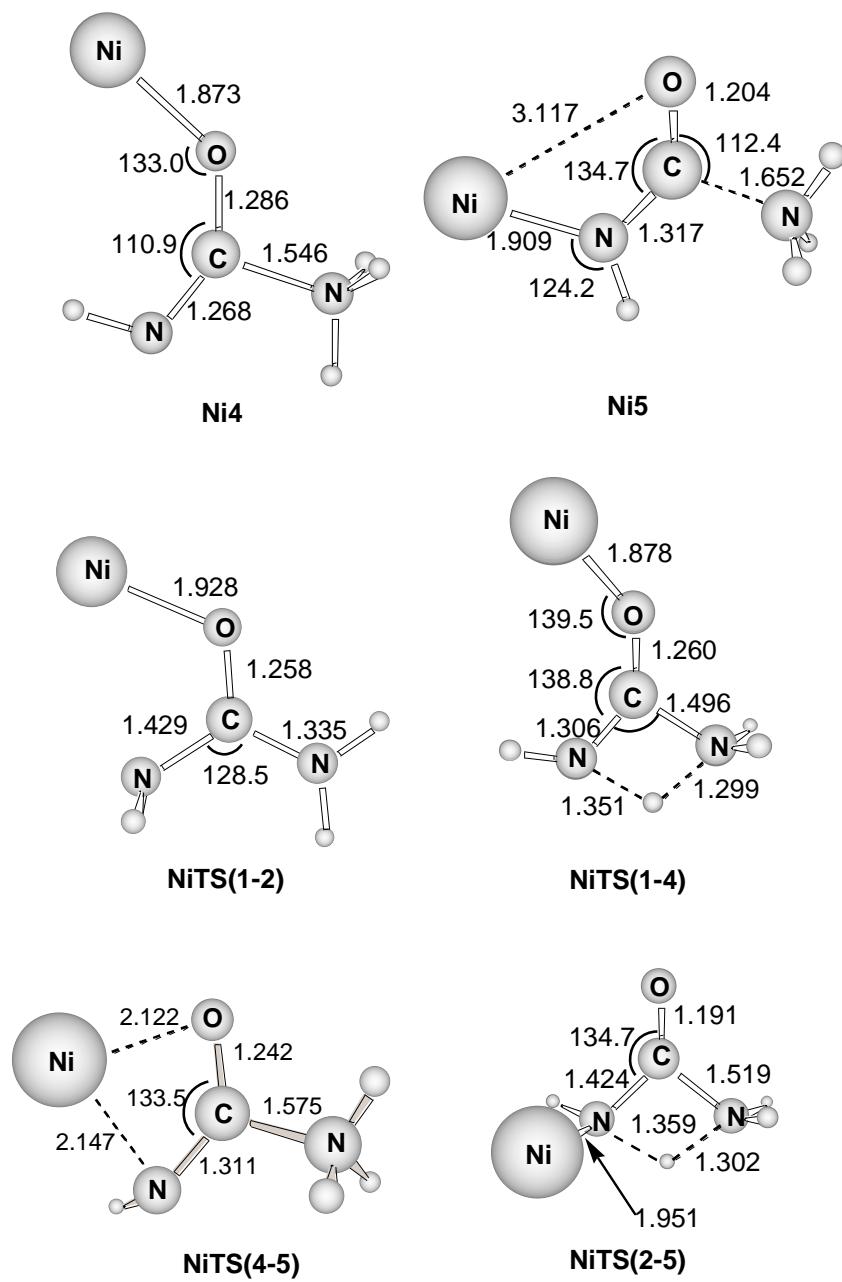 Ni
1.873
O
133.0
1.286
110.9
C
1.546
N
1.268
N
Ni4
O
1.204
3.117
112.4
134.7
C
1.652
Ni
N
N
1.909
1.317
124.2
Ni5
Ni
1.928
O
1.258
1.429
C
1.335
N
128.5
N
NiTS(1-2)
Ni
1.878
O
139.5
1.260
138.8
C
1.496
1.306
N
N
1.351
1.299
NiTS(1-4)
2.122
O
Ni
1.242
133.5
C
1.575
2.147
N
1.311
N
NiTS(4-5)
O
1.191
134.7
C
1.424
1.519
N
1.359
N
Ni
1.302
1.951
NiTS(2-5)